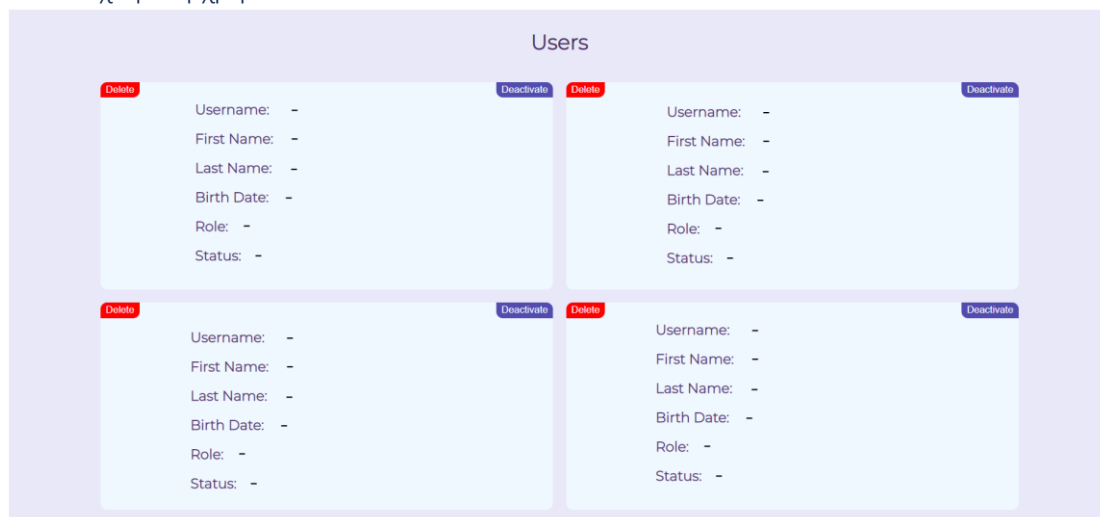 Users
Delete Deactivate
Username: -
First Name: -
Last Name: -
Birth Date: -
Role: -
Status: -
Delete Deactivate
Username: -
First Name: -
Last Name: -
Birth Date: -
Role: -
Status: -
Delete Deactivate
Username: -
First Name: -
Last Name: -
Birth Date: -
Role: -
Status: -
Delete Deactivate
Username: -
First Name: -
Last Name: -
Birth Date: -
Role: -
Status: -